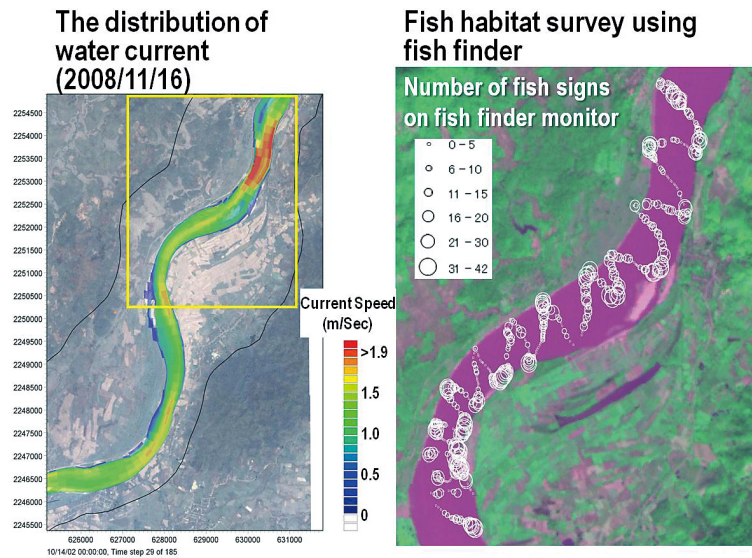 The distribution of
water current
(2008/11/16)
Fish habitat survey using
fish finder
2254500
2254000
2253500
2253000
2252500
2252000
2251500
2251000
2250500
2250000
2249500
2249000
2248500
2248000
2247500
2247000
2246500
2246000
2245500
626000 627000 628000 629000 630000 631000
10/14/02 00:00:00, Time step 29 of 185
Current Speed
(m/Sec)
>1.9
1.5
1.0
0.5
0
Number of fish signs
on fish finder monitor
0 – 5
6 – 10
11 – 15
16 – 20
21 – 30
31 – 42